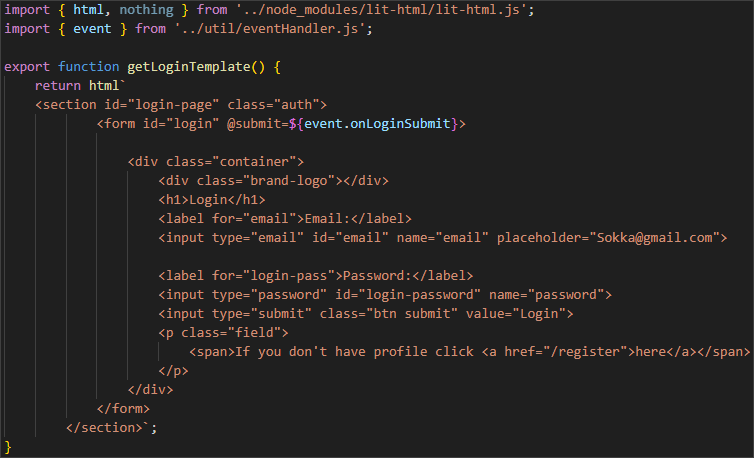 import { html, nothing } from '../node_modules/lit-html/lit-html.js';
import { event } from '../util/eventHandler.js';
export function getLoginTemplate() {
return html`
<section id="login-page" class="auth">
<form id="login" @submit=${event.onLoginSubmit}>
<div class="container">
<div class="brand-logo"></div>
<h1>Login</h1>
<label for="email">Email:</label>
<input type="email" id="email" name="email" placeholder="Sokka@gmail.com">
<label for="login-pass">Password:</label>
<input type="password" id="login-password" name="password">
<input type="submit" class="btn submit" value="Login">
<p class="field">
<span>If you don't have profile click <a href="/register">here</a></span>
</p>
</div>
</form>
</section>`;
}